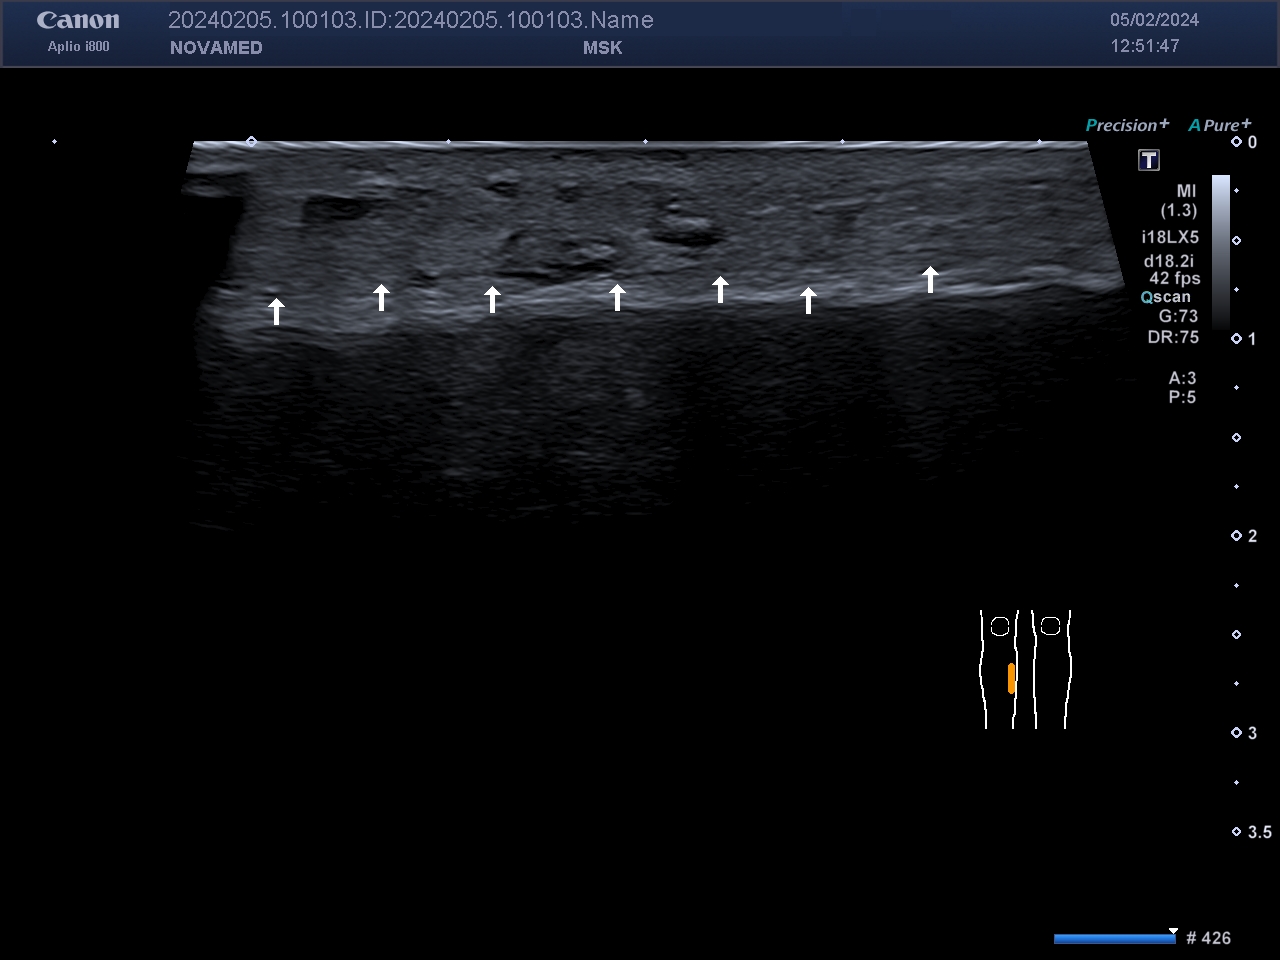 Canon
Aplio i800
20240205.100103.ID:20240205.100103.Name
NOVAMED
MSK
05/02/2024
12:51:47
Precision+ APure+
T
0
MI
(1.3)
i18LX5
d18.2i
42 fps
Qscan
G:73
DR:75
1
A:3
P:5
2
3
3.5
# 426